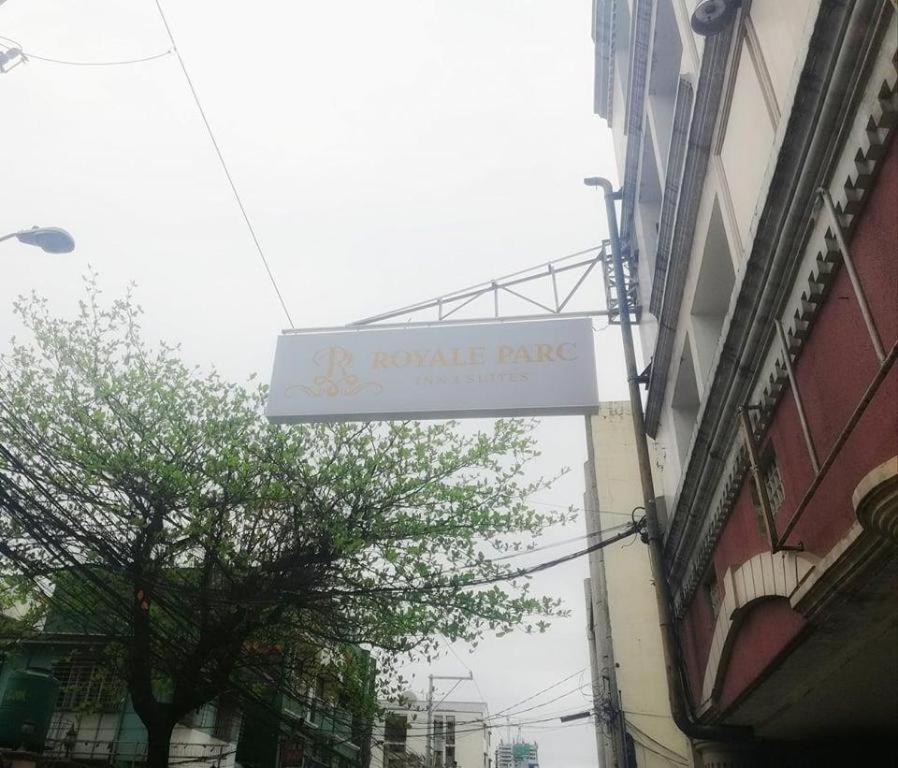 R ROYALE PARC
INN & SUITES